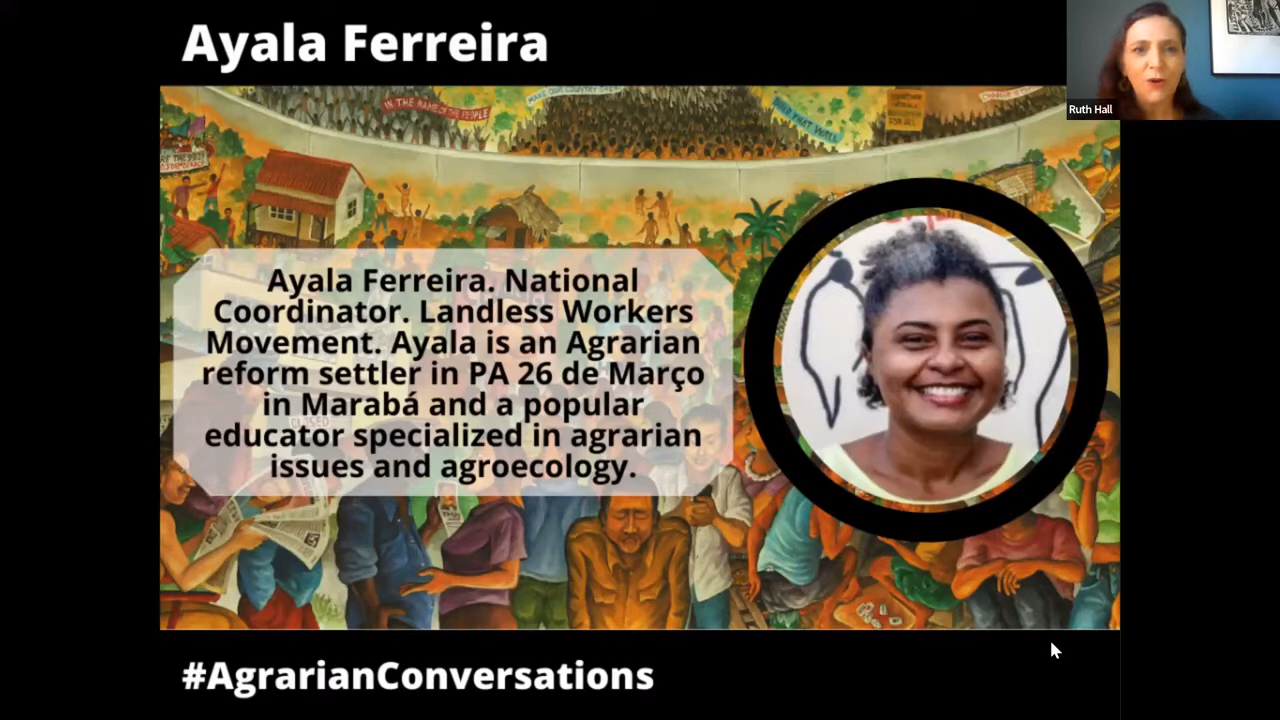 Ayala Ferreira
Ruth Hall
IN THE NAME OF THE PEOPLE
Ayala Ferreira. National
Coordinator. Landless Workers
Movement. Ayala is an Agrarian
reform settler in PA 26 de Março
in Marabá and a popular
educator specialized in agrarian
issues and agroecology.
#AgrarianConversations